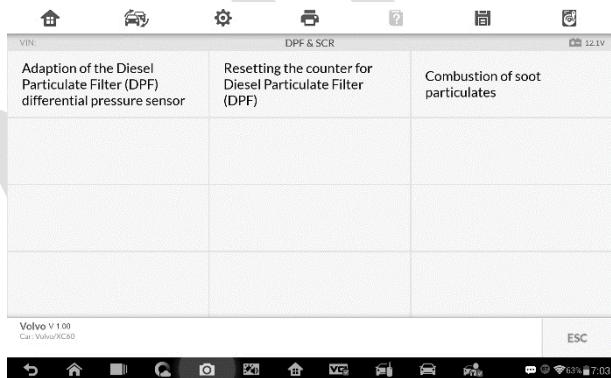 VIN:
DPF & SCR
12.1V
Adaption of the Diesel
Particulate Filter (DPF)
differential pressure sensor
Resetting the counter for
Diesel Particulate Filter
(DPF)
Combustion of soot
particulates
Volvo V 1.00
Car: Volvo/XC60
ESC
63% 7:03